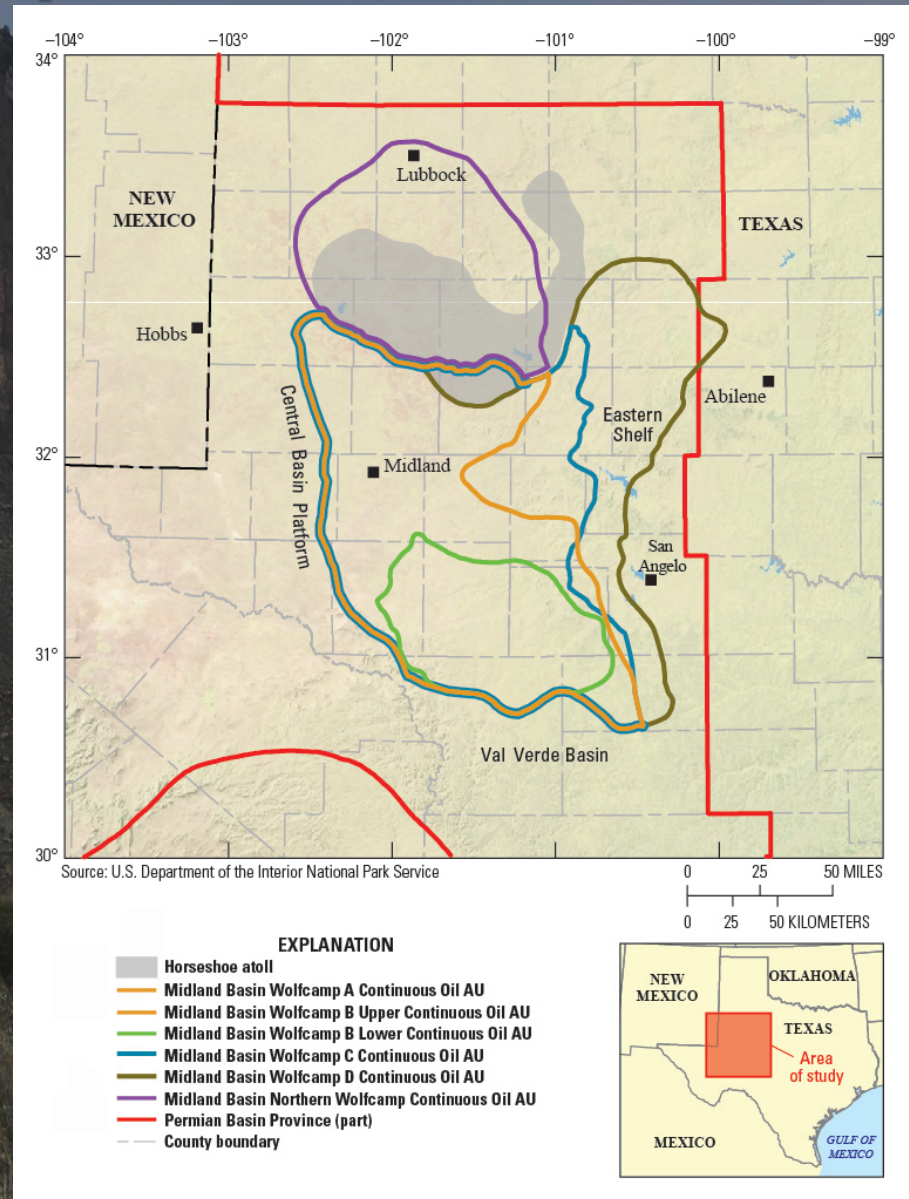 –104°
–103°
–102°
–101°
–100°
–99°
34°
Lubbock
NEW
MEXICO
TEXAS
33°
Hobbs
Central Basin Platform
Eastern
Shelf
Abilene
32°
Midland
San
Angelo
31°
Val Verde Basin
30°
Source: U.S. Department of the Interior National Park Service
0 25 50 MILES
0 25 50 KILOMETERS
EXPLANATION
Horseshoe atoll
Midland Basin Wolfcamp A Continuous Oil AU
Midland Basin Wolfcamp B Upper Continuous Oil AU
Midland Basin Wolfcamp B Lower Continuous Oil AU
Midland Basin Wolfcamp C Continuous Oil AU
Midland Basin Wolfcamp D Continuous Oil AU
Midland Basin Northern Wolfcamp Continuous Oil AU
Permian Basin Province (part)
County boundary
NEW
MEXICO
OKLAHOMA
TEXAS
Area
of study
MEXICO
GULF OF
MEXICO